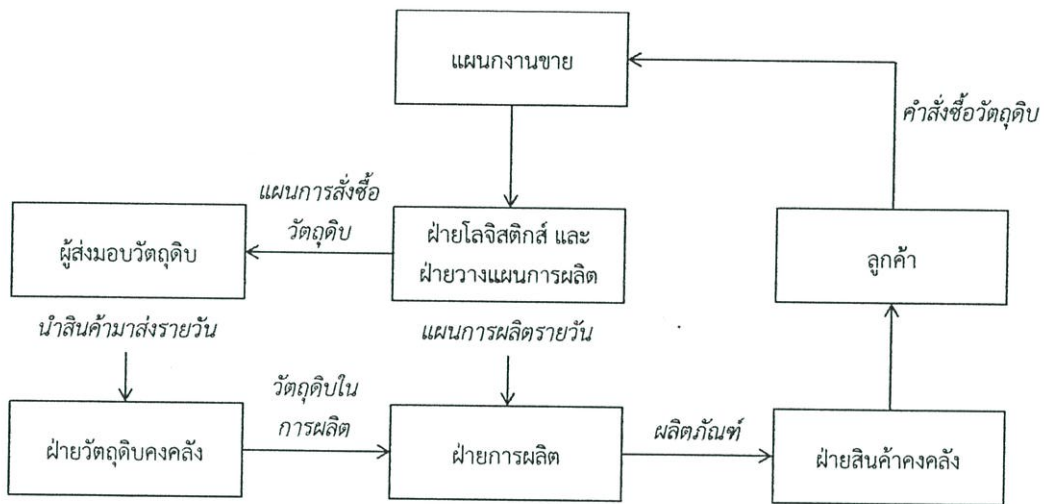 แผนกงานขาย
คำสั่งซื้อวัตถุดิบ
แผนการสั่งซื้อ
วัตถุดิบ
ผู้ส่งมอบวัตถุดิบ
ฝ่ายโลจิสติกส์ และ
ฝ่ายวางแผนการผลิต
ลูกค้า
นำสินค้ามาส่งรายวัน
แผนการผลิตรายวัน
วัตถุดิบใน
การผลิต
ผลิตภัณฑ์
ฝ่ายวัตถุดิบคงคลัง
ฝ่ายการผลิต
ฝ่ายสินค้าคงคลัง